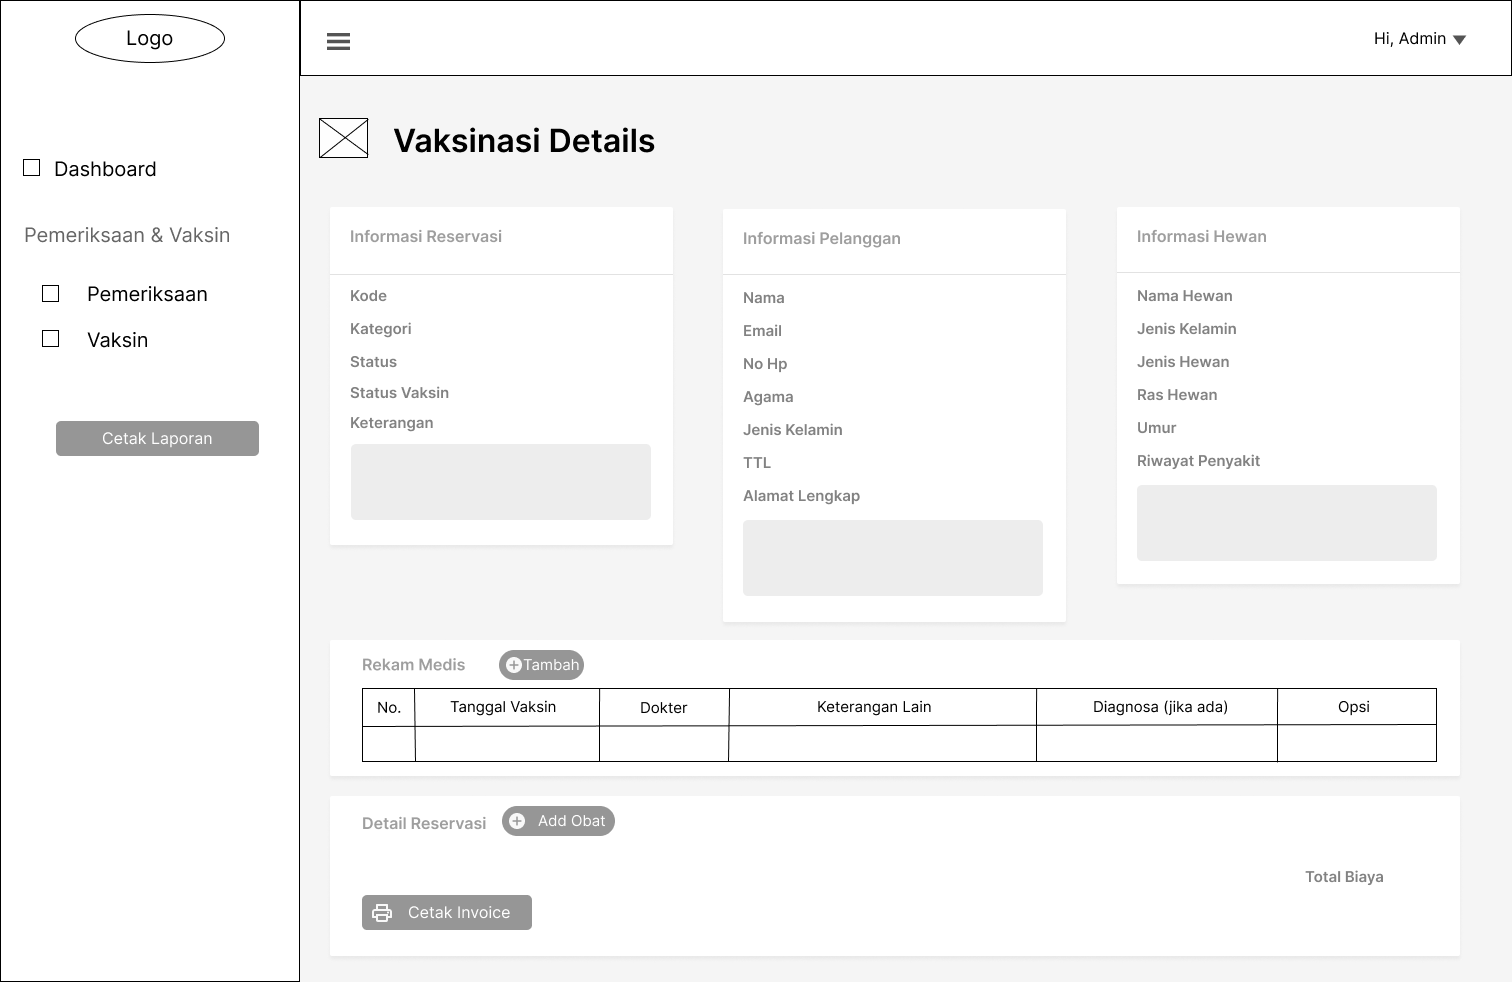 Logo
Hi, Admin
Dashboard
Pemeriksaan & Vaksin
Pemeriksaan
Vaksin
Cetak Laporan
Vaksinasi Details
Informasi Reservasi
Kode
Kategori
Status
Status Vaksin
Keterangan
Informasi Pelanggan
Nama
Email
No Hp
Agama
Jenis Kelamin
TTL
Alamat Lengkap
Informasi Hewan
Nama Hewan
Jenis Kelamin
Jenis Hewan
Ras Hewan
Umur
Riwayat Penyakit
Rekam Medis Tambah
No. Tanggal Vaksin Dokter Keterangan Lain Diagnosa (jika ada) Opsi
Detail Reservasi Add Obat
Total Biaya
Cetak Invoice